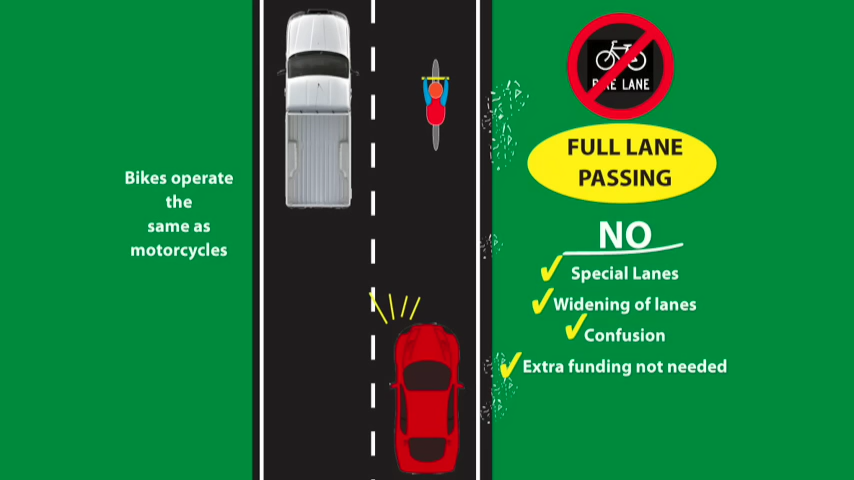 Bikes operate
the
same as
motorcycles
BIKE LANE
FULL LANE
PASSING
NO
Special Lanes
Widening of lanes
Confusion
Extra funding not needed